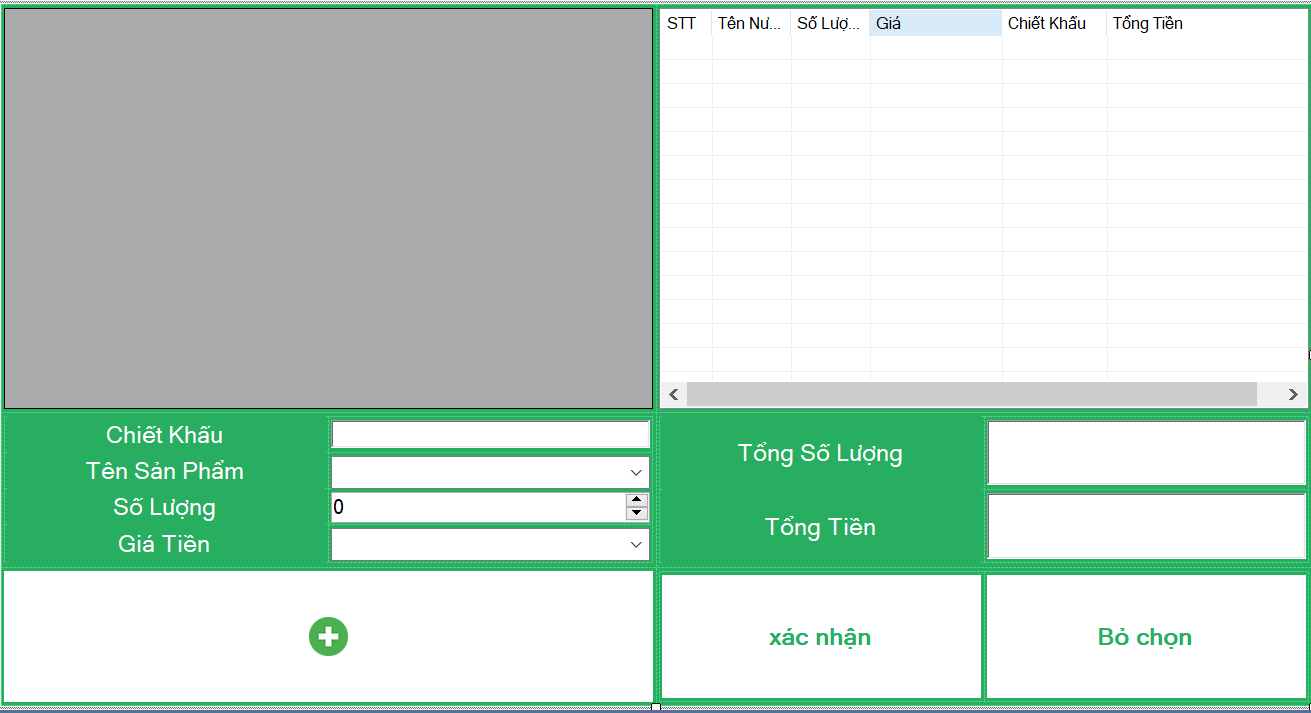 STT Tên Nư... Số Lượ... Giá Chiết Khấu Tổng Tiền
Chiết Khấu
Tên Sản Phẩm
Số Lượng 0
Giá Tiền
Tổng Số Lượng
Tổng Tiền
xác nhận
Bỏ chọn